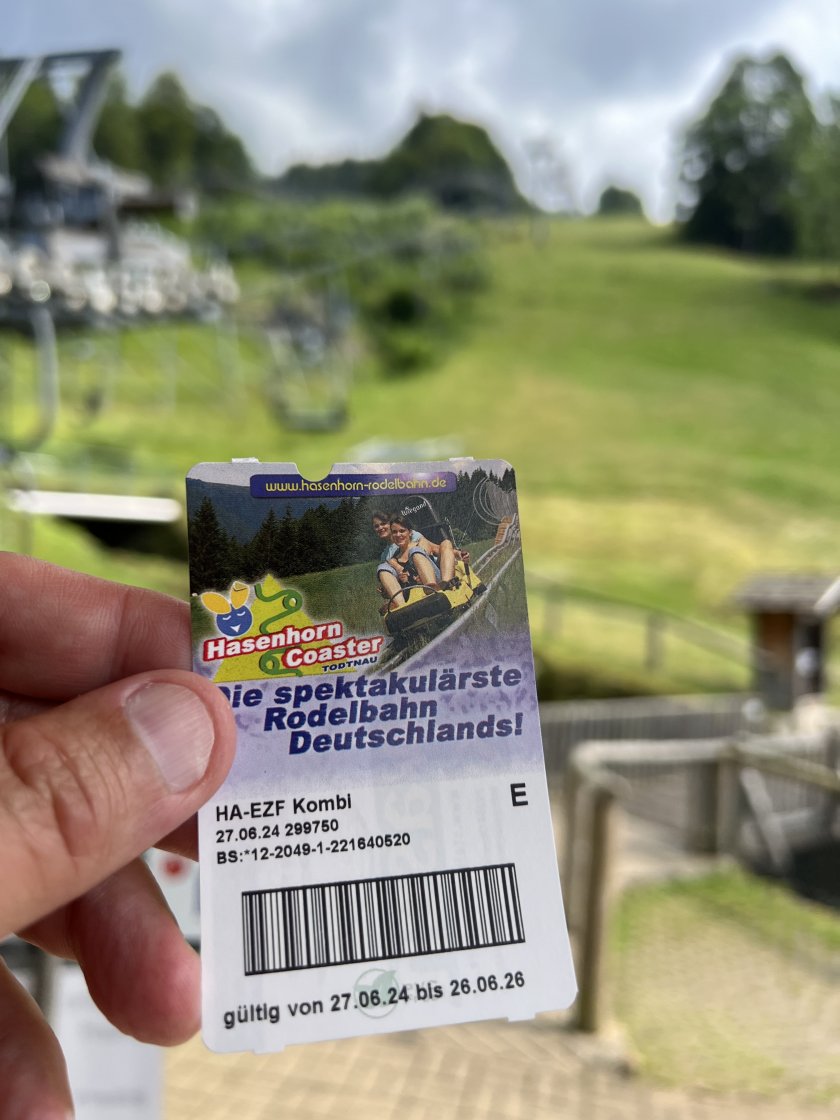 www.hasenhorn-rodelbahn.de
Wiegand
Hasenhorn
Coaster
TODTNAU
Die spektakulärste
Rodelbahn
Deutschlands!
HA-EZF Kombi
E
27.06.24 299750
BS:*12-2049-1-221640520
gültig von 27.06.24 bis 26.06.26